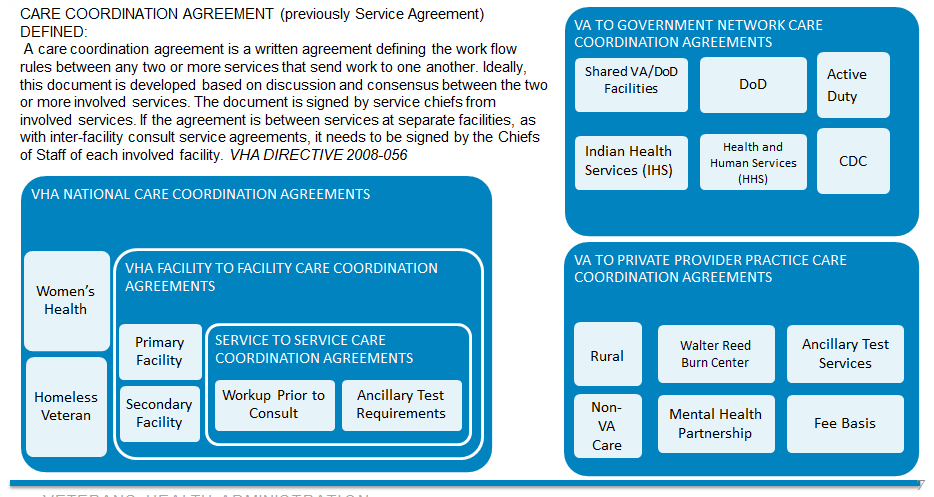 CARE COORDINATION AGREEMENT (previously Service Agreement)
DEFINED:
A care coordination agreement is a written agreement defining the work flow
rules between any two or more services that send work to one another. Ideally,
this document is developed based on discussion and consensus between the two
or more involved services. The document is signed by service chiefs from
involved services. If the agreement is between services at separate facilities, as
with inter-facility consult service agreements, it needs to be signed by the Chiefs
of Staff of each involved facility. VHA DIRECTIVE 2008-056
VHA NATIONAL CARE COORDINATION AGREEMENTS
Women's
Health
Homeless
Veteran
VHA FACILITY TO FACILITY CARE COORDINATION
AGREEMENTS
Primary
Facility
Secondary
Facility
SERVICE TO SERVICE CARE
COORDINATION AGREEMENTS
Workup Prior to
Consult
Ancillary Test
Requirements
VA TO GOVERNMENT NETWORK CARE
COORDINATION AGREEMENTS
Shared VA/DoD
Facilities
DoD
Active
Duty
Indian Health
Services (IHS)
Health and
Human Services
(HHS)
CDC
VA TO PRIVATE PROVIDER PRACTICE CARE
COORDINATION AGREEMENTS
Rural
Walter Reed
Burn Center
Ancillary Test
Services
Non-
VA
Care
Mental Health
Partnership
Fee Basis
7
VETERANS HEALTH ADMINISTRATION